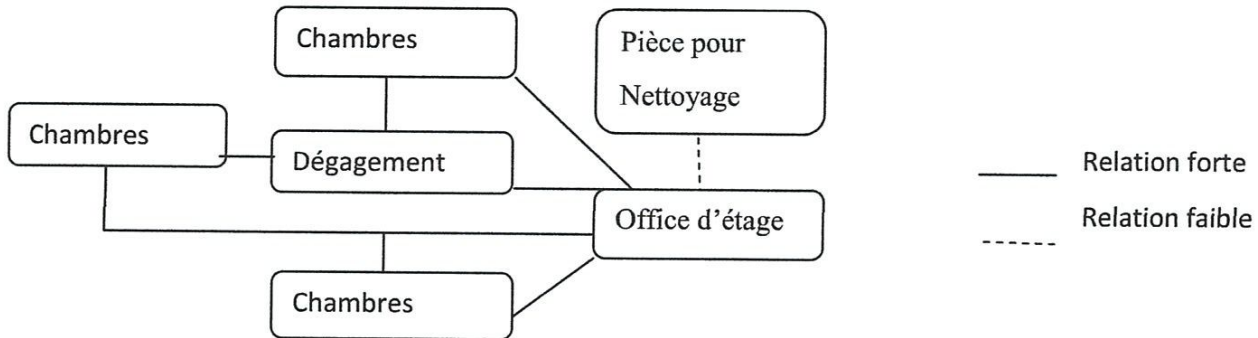 Chambres
Pièce pour
Nettoyage
Chambres
Dégagement
Relation forte
Office d'étage
Relation faible
Chambres